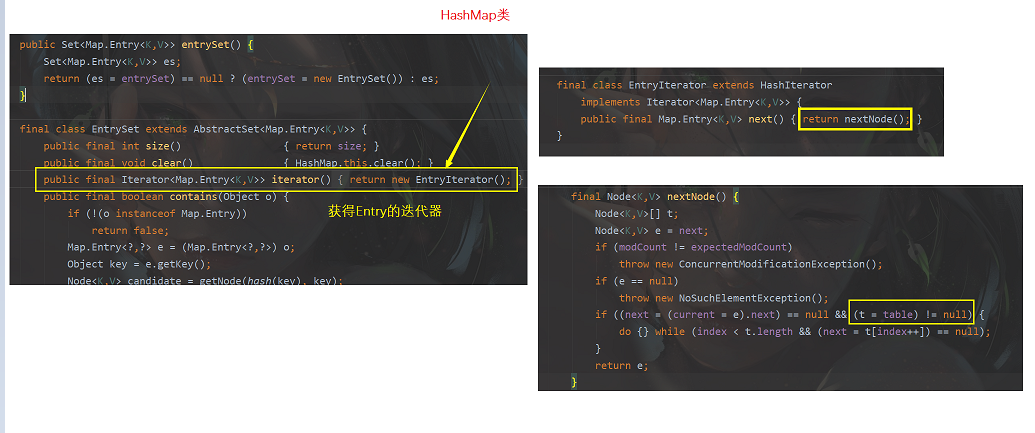 HashMap类
public Set<Map.Entry<K,V>> entrySet() {
Set<Map.Entry<K,V>> es;
return (es = entrySet) == null ? (entrySet = new EntrySet()) : es;
}
final class EntrySet extends AbstractSet<Map.Entry<K,V>> {
public final int size() { return size; }
public final void clear() { HashMap.this.clear(); }
public final Iterator<Map.Entry<K,V>> iterator() { return new EntryIterator(); }
public final boolean contains(Object o) {
获得Entry的迭代器
if (!(o instanceof Map.Entry))
return false;
Map.Entry<?,?> e = (Map.Entry<?,?>) o;
Object key = e.getKey();
Node<K,V> candidate = getNode(hash(key), key);
final class EntryIterator extends HashIterator
implements Iterator<Map.Entry<K,V>> {
public final Map.Entry<K,V> next() { return nextNode(); }
}
final Node<K,V> nextNode() {
Node<K,V>[] t;
Node<K,V> e = next;
if (modCount != expectedModCount)
throw new ConcurrentModificationException();
if (e == null)
throw new NoSuchElementException();
if ((next = (current = e).next) == null && (t = table) != null) {
do {} while (index < t.length && (next = t[index++]) == null);
}
return e;
}